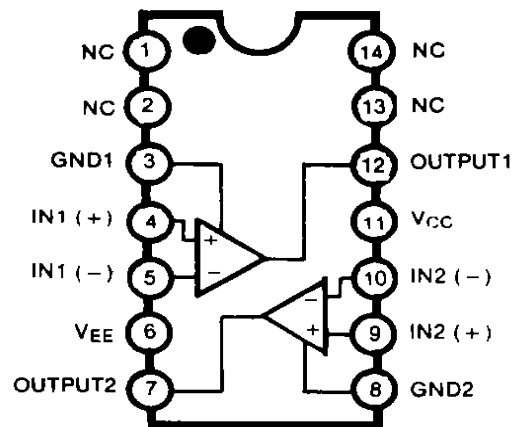 NC 1 14 NC
NC 2 13 NC
GND1 3 12 OUTPUT1
IN1 (+) 4 + 11 VCC
IN1 (−) 5 − 10 IN2 (−)
VEE 6 − 9 IN2 (+)
OUTPUT2 7 + 8 GND2